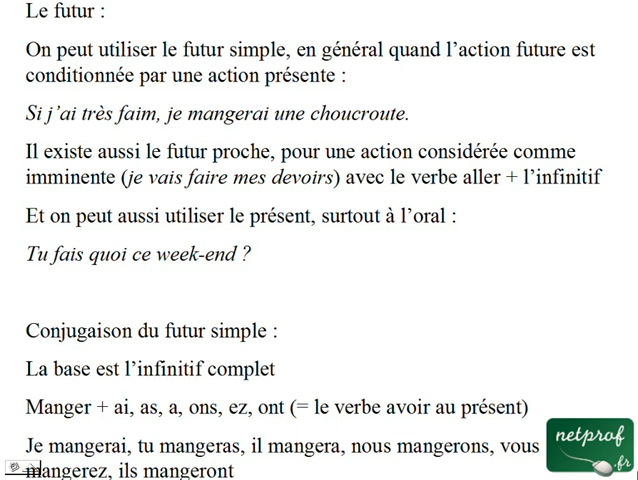 Le futur :
On peut utiliser le futur simple, en général quand l’action future est
conditionnée par une action présente :
Si j’ai très faim, je mangerai une choucroute.
Il existe aussi le futur proche, pour une action considérée comme
imminente (je vais faire mes devoirs) avec le verbe aller + l’infinitif
Et on peut aussi utiliser le présent, surtout à l’oral :
Tu fais quoi ce week-end ?
Conjugaison du futur simple :
La base est l’infinitif complet
Manger + ai, as, a, ons, ez, ont (= le verbe avoir au présent)
Je mangerai, tu mangeras, il mangera, nous mangerons, vous
mangerez, ils mangeront
netprof
.fr